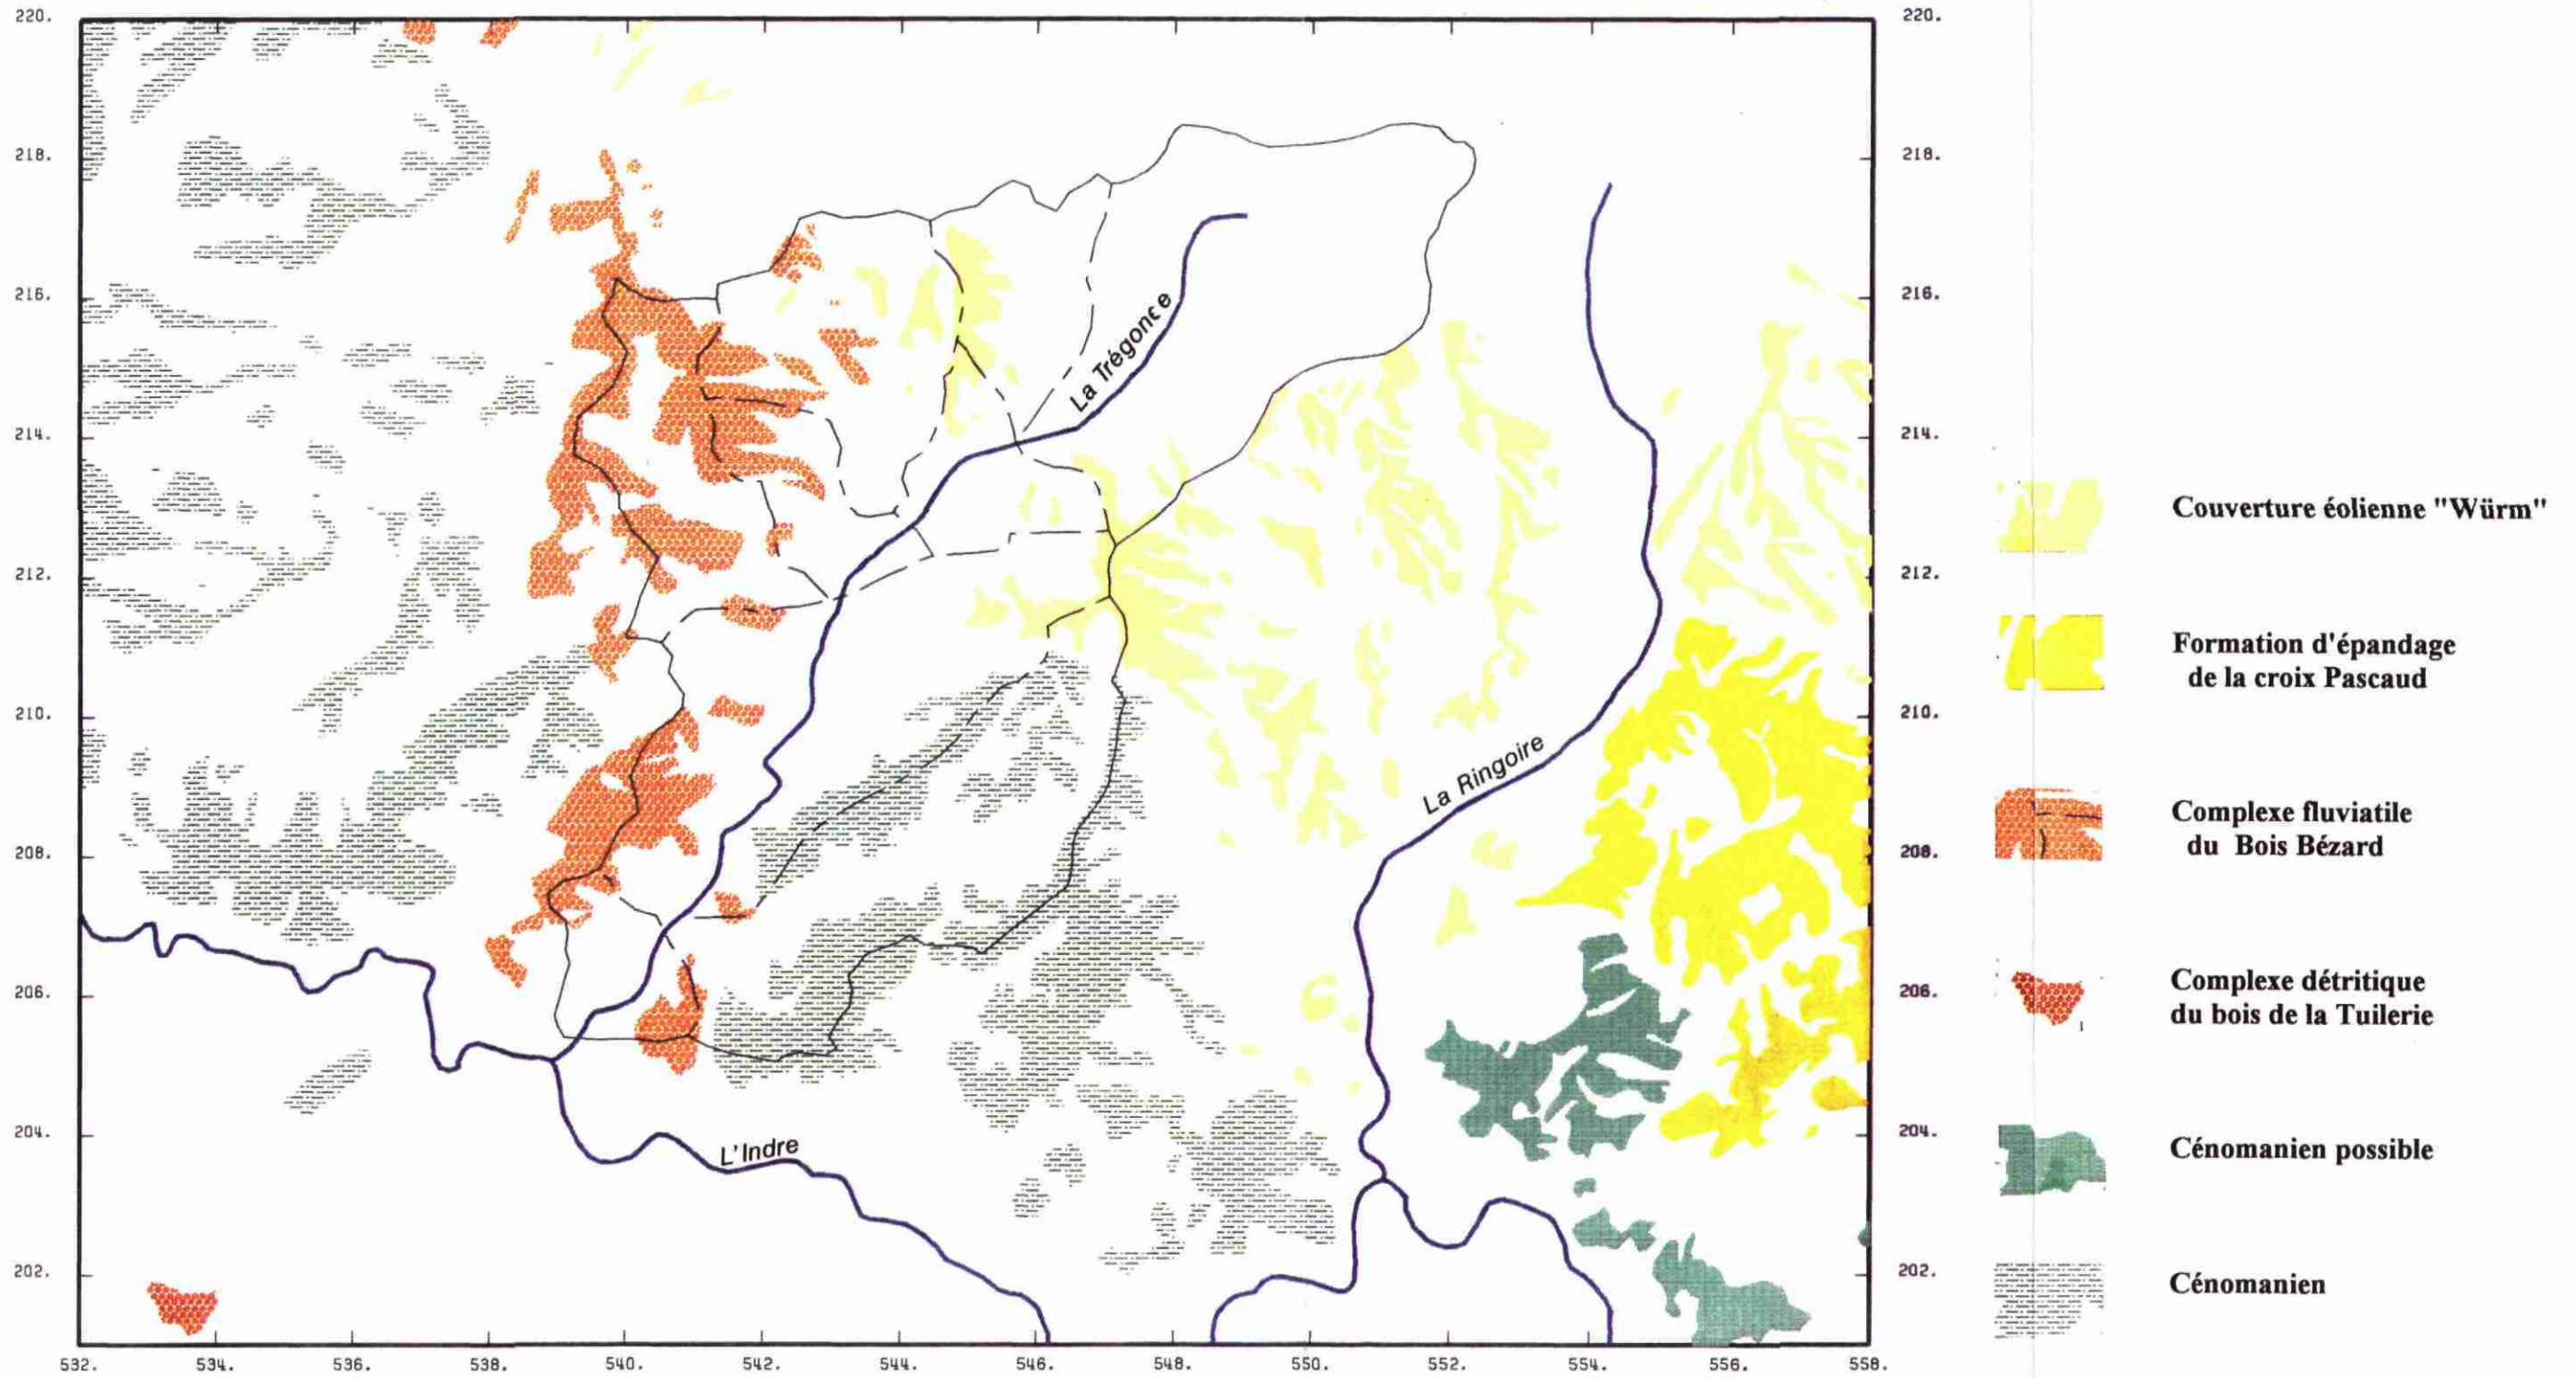 220.
218.
216.
214.
212.
210.
208.
206.
204.
202.
532.
534.
536.
538.
540.
542.
544.
546.
548.
550.
552.
554.
556.
558.
220.
218.
216.
214.
212.
210.
208.
206.
204.
202.
La Trégonce
La Ringoire
L'Indre
Couverture éolienne "Würm"
Formation d'épandage
de la croix Pascaud
Complexe fluviatile
du Bois Bézard
Complexe détritique
du bois de la Tuilerie
Cénomanien possible
Cénomanien